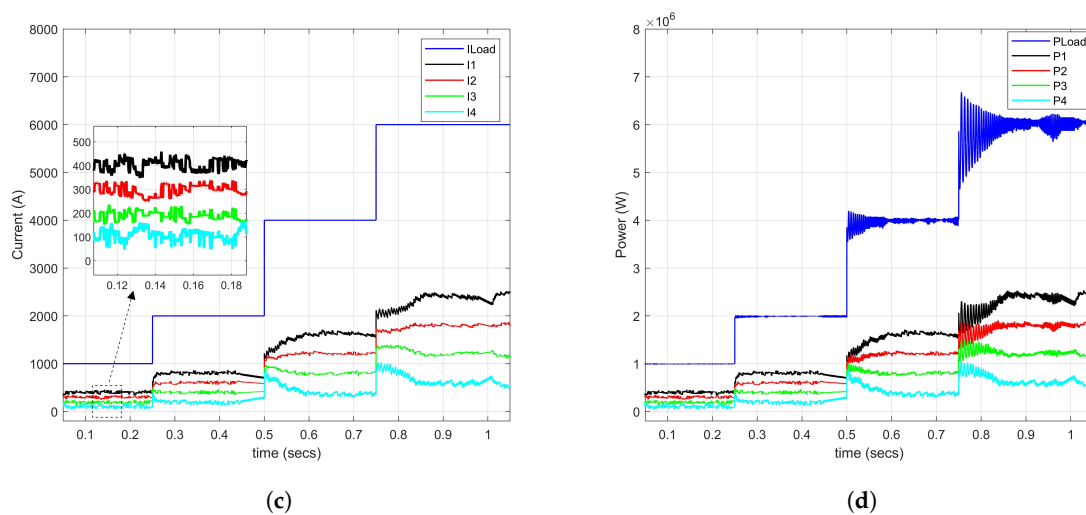 8000
7000
6000
5000
4000
3000
2000
1000
0
Current (A)
0.1 0.2 0.3 0.4 0.5 0.6 0.7 0.8 0.9 1
time (secs)
ILoad
I1
I2
I3
I4
500
400
300
200
100
0
0.12 0.14 0.16 0.18
(c)
× 10⁶
8
7
6
5
4
3
2
1
0
Power (W)
0.1 0.2 0.3 0.4 0.5 0.6 0.7 0.8 0.9 1
time (secs)
PLoad
P1
P2
P3
P4
(d)